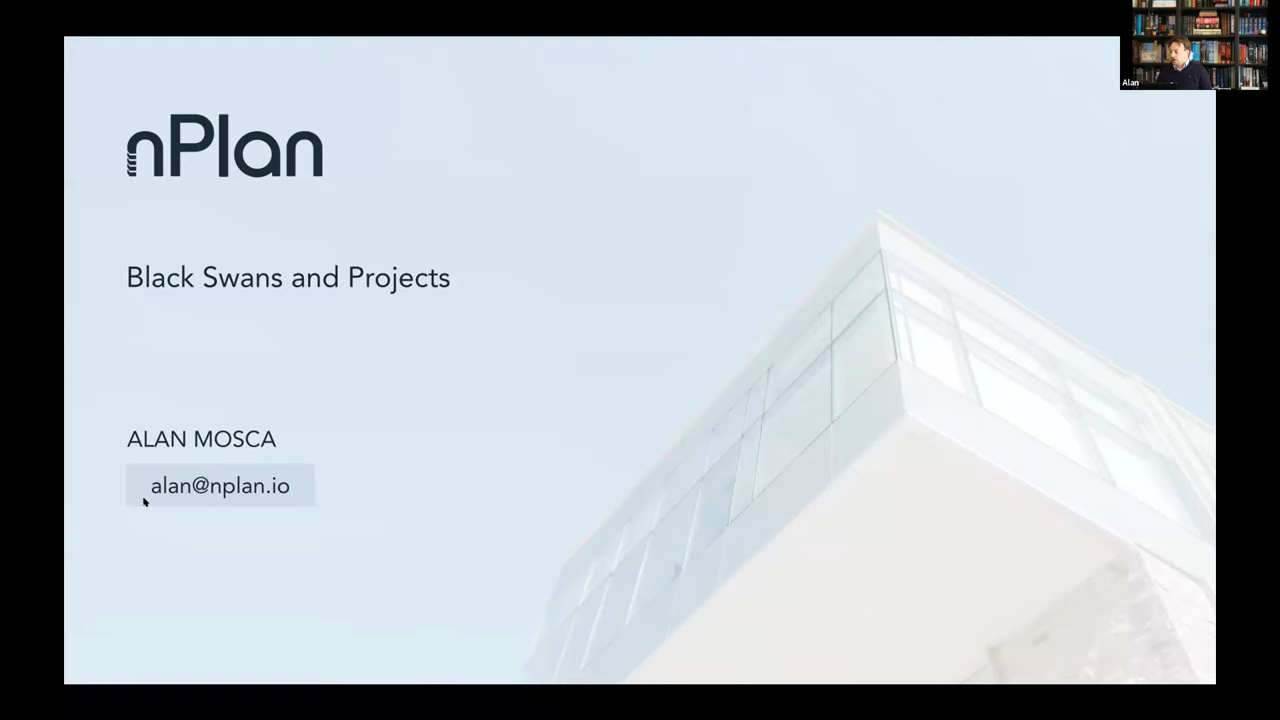 Alan
nPlan
Black Swans and Projects
ALAN MOSCA
alan@nplan.io